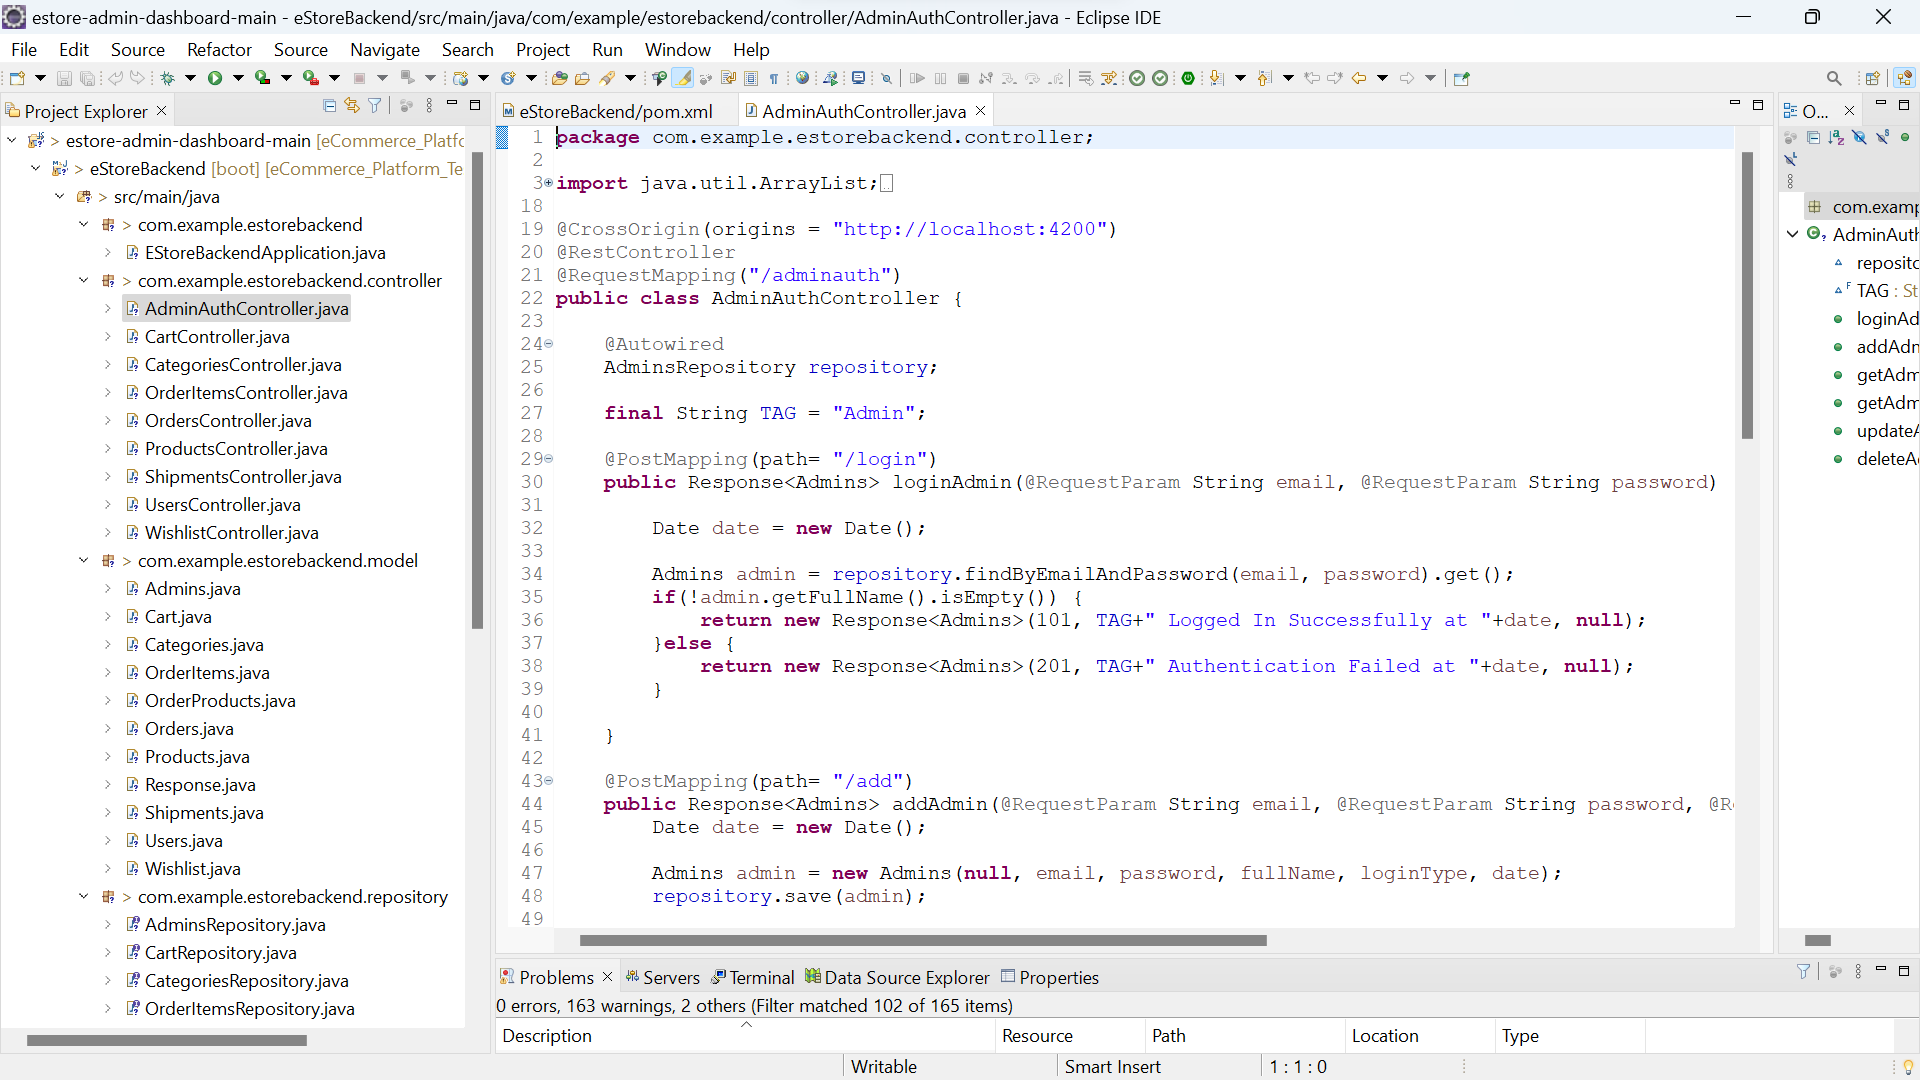 estore-admin-dashboard-main - eStoreBackend/src/main/java/com/example/estorebackend/controller/AdminAuthController.java - Eclipse IDE
File Edit Source Refactor Source Navigate Search Project Run Window Help
Project Explorer
> estore-admin-dashboard-main [eCommerce_Platfo
> eStoreBackend [boot] [eCommerce_Platform_Te
> src/main/java
> com.example.estorebackend
EStoreBackendApplication.java
> com.example.estorebackend.controller
AdminAuthController.java
CartController.java
CategoriesController.java
OrderItemsController.java
OrdersController.java
ProductsController.java
ShipmentsController.java
UsersController.java
WishlistController.java
> com.example.estorebackend.model
Admins.java
Cart.java
Categories.java
OrderItems.java
OrderProducts.java
Orders.java
Products.java
Response.java
Shipments.java
Users.java
Wishlist.java
> com.example.estorebackend.repository
AdminsRepository.java
CartRepository.java
CategoriesRepository.java
OrderItemsRepository.java
eStoreBackend/pom.xml
AdminAuthController.java
1 package com.example.estorebackend.controller;
2
3 import java.util.ArrayList;
18
19 @CrossOrigin(origins = "http://localhost:4200")
20 @RestController
21 @RequestMapping("/adminauth")
22 public class AdminAuthController {
23
24 @Autowired
25 AdminsRepository repository;
26
27 final String TAG = "Admin";
28
29 @PostMapping(path= "/login")
30 public Response<Admins> loginAdmin(@RequestParam String email, @RequestParam String password)
31
32 Date date = new Date();
33
34 Admins admin = repository.findByEmailAndPassword(email, password).get();
35 if(!admin.getFullName().isEmpty()) {
36 return new Response<Admins>(101, TAG+" Logged In Successfully at "+date, null);
37 }else {
38 return new Response<Admins>(201, TAG+" Authentication Failed at "+date, null);
39 }
40
41 }
42
43 @PostMapping(path= "/add")
44 public Response<Admins> addAdmin(@RequestParam String email, @RequestParam String password, @R
45 Date date = new Date();
46
47 Admins admin = new Admins(null, email, password, fullName, loginType, date);
48 repository.save(admin);
49
O...
com.examp
AdminAuth
reposito
TAG : St
loginAd
addAdn
getAdm
getAdm
updateA
deleteA
Problems Servers Terminal Data Source Explorer Properties
0 errors, 163 warnings, 2 others (Filter matched 102 of 165 items)
Description Resource Path Location Type
Writable Smart Insert 1 : 1 : 0